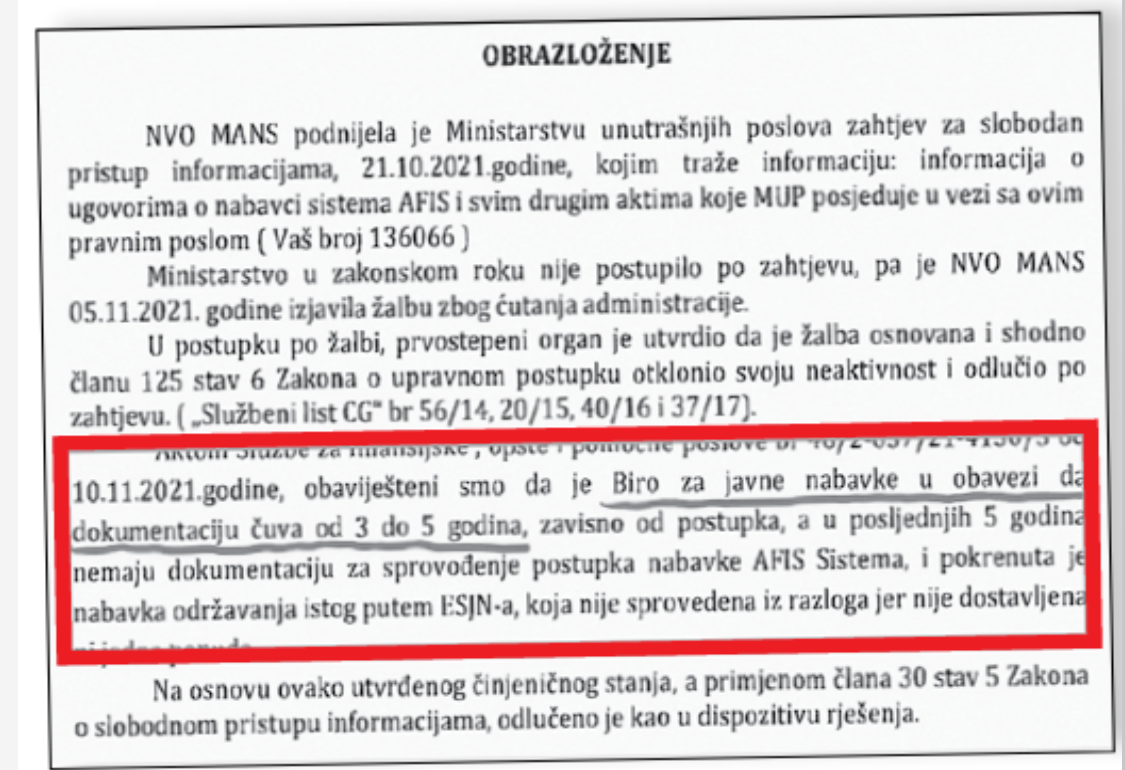 OBRAZLOŽENJE
NVO MANS podnijela je Ministarstvu unutrašnjih poslova zahtjev za slobodan
pristup informacijama, 21.10.2021.godine, kojim traže informaciju: informacija o
ugovorima o nabavci sistema AFIS i svim drugim aktima koje MUP posjeduje u vezi sa ovim
pravnim poslom ( Vaš broj 136066 )
Ministarstvo u zakonskom roku nije postupilo po zahtjevu, pa je NVO MANS
05.11.2021. godine izjavila žalbu zbog ćutanja administracije.
U postupku po žalbi, prvostepeni organ je utvrdio da je žalba osnovana i shodno
članu 125 stav 6 Zakona o upravnom postupku otklonio svoju neaktivnost i odlučio po
zahtjevu. ( „Službeni list CG" br 56/14, 20/15, 40/16 i 37/17).
Aktom Službe za finansijske , opšte i pomoćne poslove br
10.11.2021.godine, obaviješteni smo da je Biro za javne nabavke u obavezi da
dokumentaciju čuva od 3 do 5 godina, zavisno od postupka, a u posljednjih 5 godina
nemaju dokumentaciju za sprovođenje postupka nabavke AFIS Sistema, i pokrenuta je
nabavka održavanja istog putem ESJN-a, koja nije sprovedena iz razloga jer nije dostavljena
Na osnovu ovako utvrđenog činjeničnog stanja, a primjenom člana 30 stav 5 Zakona
o slobodnom pristupu informacijama, odlučeno je kao u dispozitivu rješenja.